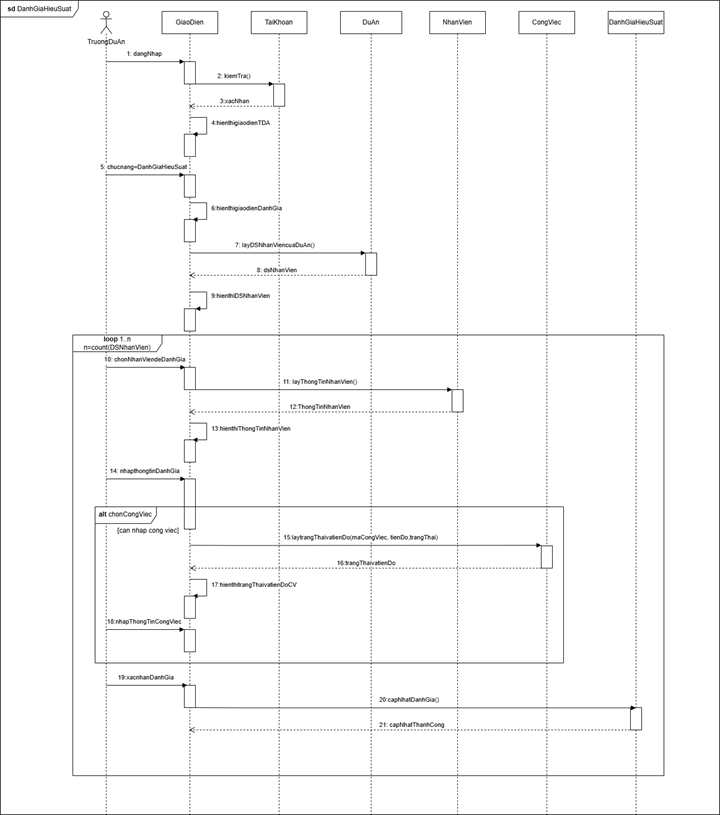 sd DanhGiaHieuSuat
GiaoDien
TaiKhoan
DuAn
NhanVien
CongViec
DanhGiaHieuSuat
TruongDuAn
1: dangNhap
2: kiemTra()
3:xacNhan
4:hienthigiaodienTDA
5: chucnang=DanhGiaHieuSuat
6:hienthigiaodienDanhGia
7: layDSNhanViencuaDuAn()
8: dsNhanVien
9:hienthiDSNhanVien
loop 1..n
n=count(DSNhanVien)
10: chonNhanViendeDanhGia
11: layThongTinNhanVien()
12:ThongTinNhanVien
13:hienthiThongTinNhanVien
14: nhapthongtinDanhGia
alt chonCongViec
[can nhap cong viec]
15:laytrangThaivatienDo(maCongViec, tienDo,trangThai)
16:trangThaivatienDo
17:hienthitrangThaivatienDoCV
18:nhapThongTinCongViec
19:xacnhanDanhGia
20:capNhatDanhGia()
21: capNhatThanhCong